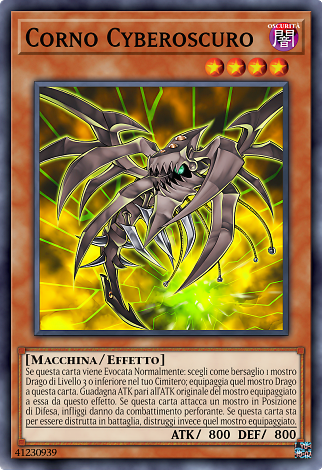 Corno Cyberoscuro
OSCURITÀ
闇
[Macchina/Effetto]
Se questa carta viene Evocata Normalmente: scegli come bersaglio 1 mostro
Drago di Livello 3 o inferiore nel tuo Cimitero; equipaggia quel mostro Drago
a questa carta. Guadagna ATK pari all'ATK originale del mostro equipaggiato
a essa da questo effetto. Se questa carta attacca un mostro in Posizione
di Difesa, infliggi danno da combattimento perforante. Se questa carta sta
per essere distrutta in battaglia, distruggi invece quel mostro equipaggiato.
ATK/ 800 DEF/ 800
41230939